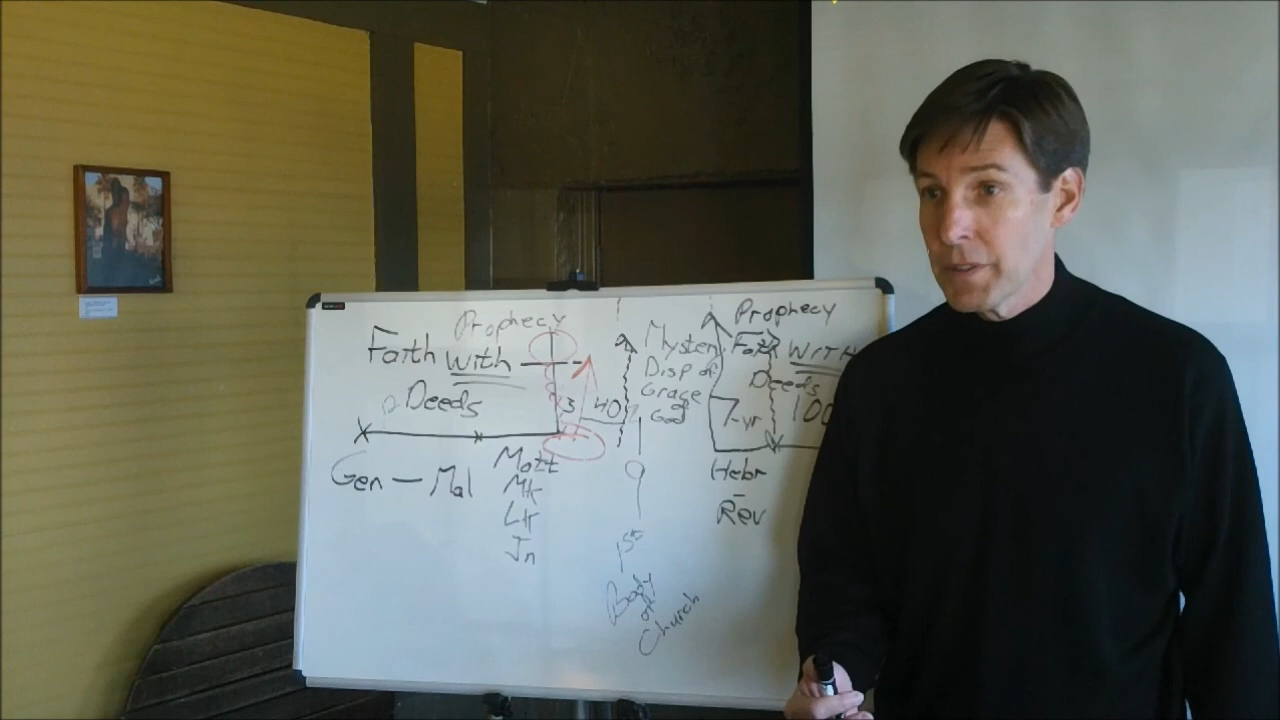 Prophecy
Faith with
Deeds
3
40
Gen - Mal
Matt
Mk
Lk
Jn
Mystery
Disp of
Grace
God
1st
Body
of
Church
Prophecy
Faith WITH
Deeds
7-yr
100
Hebr
-
Rev